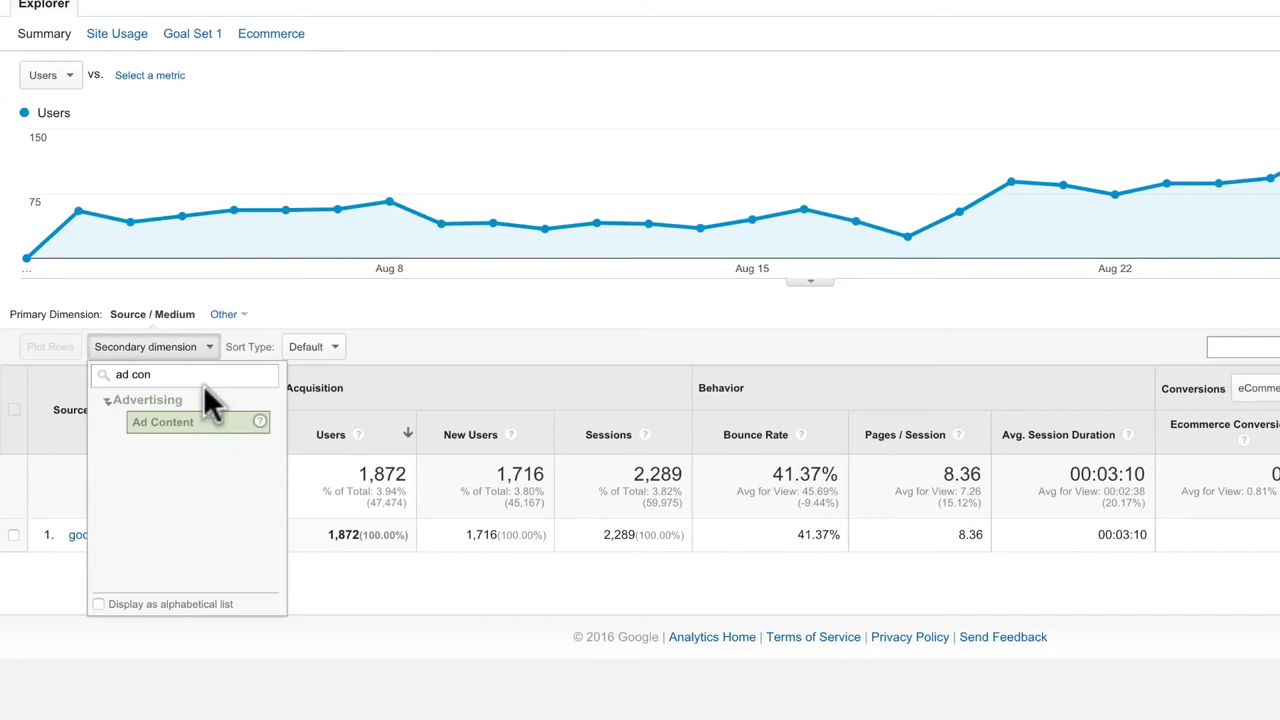 Explorer
Summary Site Usage Goal Set 1 Ecommerce
Users VS. Select a metric
Users
150
75
... Aug 8 Aug 15 Aug 22
Primary Dimension: Source / Medium Other
Plot Rows Secondary dimension Sort Type: Default
ad con
Advertising
Ad Content
Display as alphabetical list
Source Acquisition Behavior Conversions eComme
Users New Users Sessions Bounce Rate Pages / Session Avg. Session Duration Ecommerce Conversi
1,872 1,716 2,289 41.37% 8.36 00:03:10 0
% of Total: 3.94% % of Total: 3.80% % of Total: 3.82% Avg for View: 45.69% Avg for View: 7.26 Avg for View: 00:02:38 Avg for View: 0.81%
(47,474) (45,167) (59,975) (-9.44%) (15.12%) (20.17%)
1. goo 1,872(100.00%) 1,716(100.00%) 2,289(100.00%) 41.37% 8.36 00:03:10
© 2016 Google | Analytics Home | Terms of Service | Privacy Policy | Send Feedback